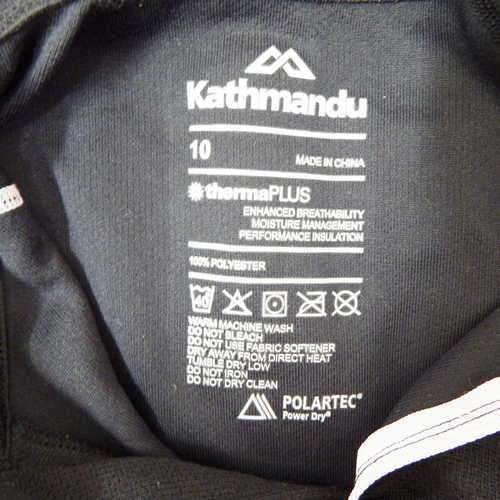 Kathmandu
10 MADE IN CHINA
thermaPLUS
ENHANCED BREATHABILITY
MOISTURE MANAGEMENT
PERFORMANCE INSULATION
100% POLYESTER
40
WARM MACHINE WASH
DO NOT BLEACH
DO NOT USE FABRIC SOFTENER
DRY AWAY FROM DIRECT HEAT
TUMBLE DRY LOW
DO NOT IRON
DO NOT DRY CLEAN
POLARTEC®
Power Dry®